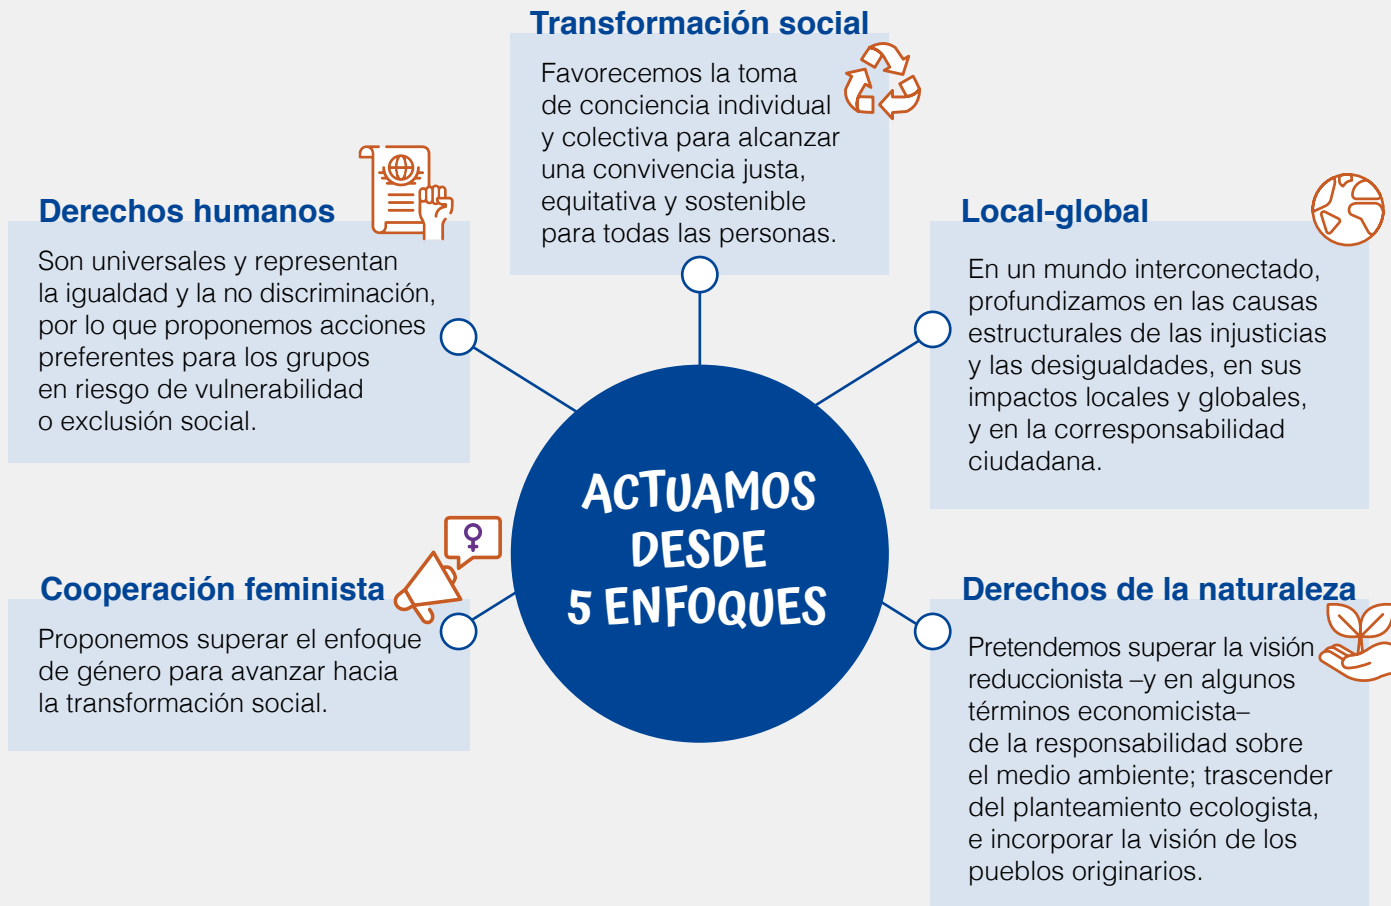 Transformación social
Favorecemos la toma
de conciencia individual
y colectiva para alcanzar
una convivencia justa,
equitativa y sostenible
para todas las personas.
Derechos humanos
Son universales y representan
la igualdad y la no discriminación,
por lo que proponemos acciones
preferentes para los grupos
en riesgo de vulnerabilidad
o exclusión social.
Local-global
En un mundo interconectado,
profundizamos en las causas
estructurales de las injusticias
y las desigualdades, en sus
impactos locales y globales,
y en la corresponsabilidad
ciudadana.
ACTUAMOS
DESDE
5 ENFOQUES
Cooperación feminista
Proponemos superar el enfoque
de género para avanzar hacia
la transformación social.
Derechos de la naturaleza
Pretendemos superar la visión
reduccionista –y en algunos
términos economicista–
de la responsabilidad sobre
el medio ambiente; trascender
del planteamiento ecologista,
e incorporar la visión de los
pueblos originarios.